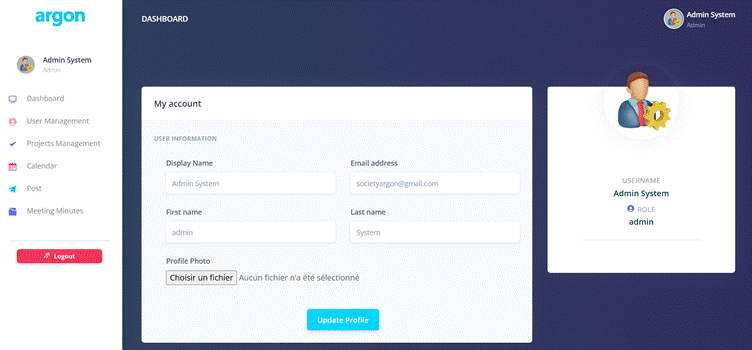 argon
DASHBOARD
Admin System
Admin
Admin System
Admin
Dashboard
User Management
Projects Management
Calendar
Post
Meeting Minutes
Logout
My account
USER INFORMATION
Display Name
Email address
Admin System
societyargon@gmail.com
First name
Last name
admin
System
Profile Photo
Choisir un fichier Aucun fichier n'a été sélectionné
Update Profile
USERNAME
Admin System
ROLE
admin